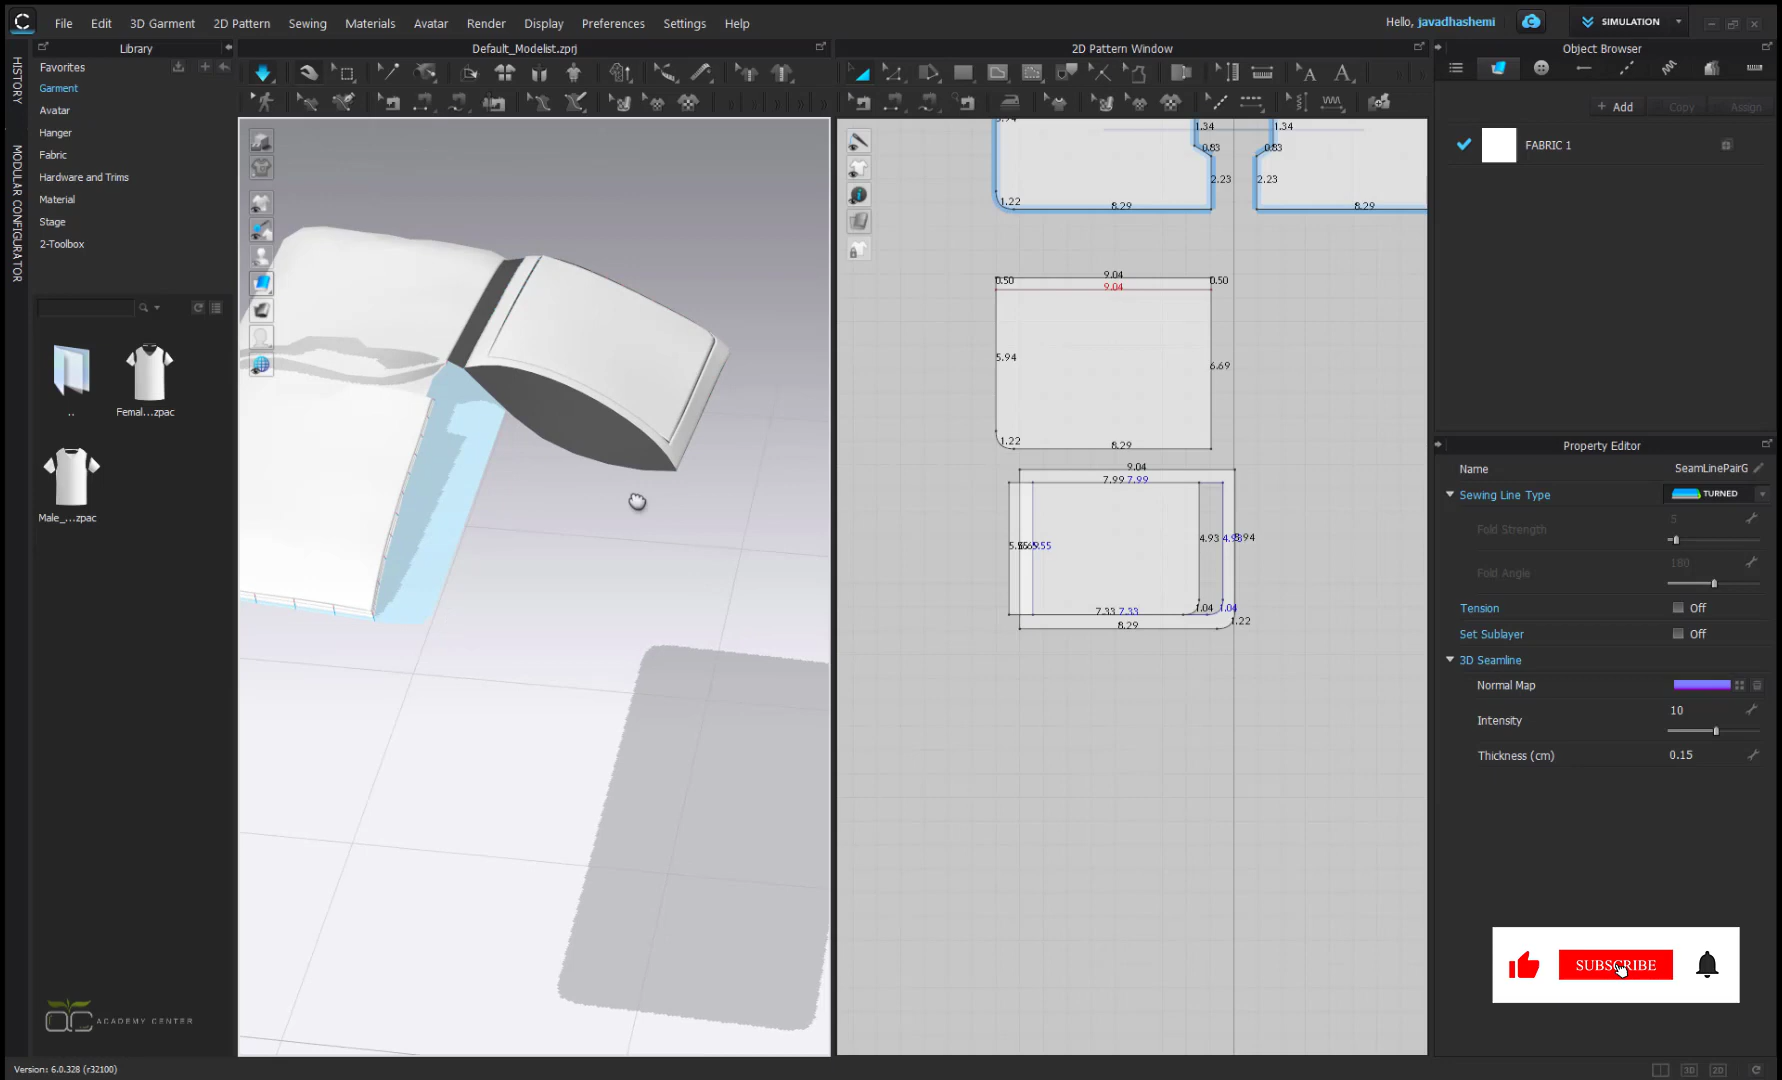 File Edit 3D Garment 2D Pattern Sewing Materials Avatar Render Display Preferences Settings Help
Hello, javadhashemi
SIMULATION
HISTORY
MODULAR CONFIGURATOR
Library
Favorites
Garment
Avatar
Hanger
Fabric
Hardware and Trims
Material
Stage
2-Toolbox
..
Femal...zpac
Male_...zpac
ACADEMY CENTER
Default_Modelist.zprj
2D Pattern Window
1.34 1.34
0.83 0.83
2.23 2.23
1.22 8.29 8.29
9.04
0.50 0.50
9.04
5.94
6.69
1.22 8.29
9.04
7.99 7.99
4.93
7.33 7.33 1.04 1.04
8.29 1.22
Object Browser
+ Add Copy Assign
FABRIC 1
Property Editor
Name SeamLinePairG
Sewing Line Type TURNED
Fold Strength 5
Fold Angle 180
Tension Off
Set Sublayer Off
3D Seamline
Normal Map
Intensity 10
Thickness (cm) 0.15
SUBSCRIBE
Version: 6.0.328 (r32100)
3D 2D